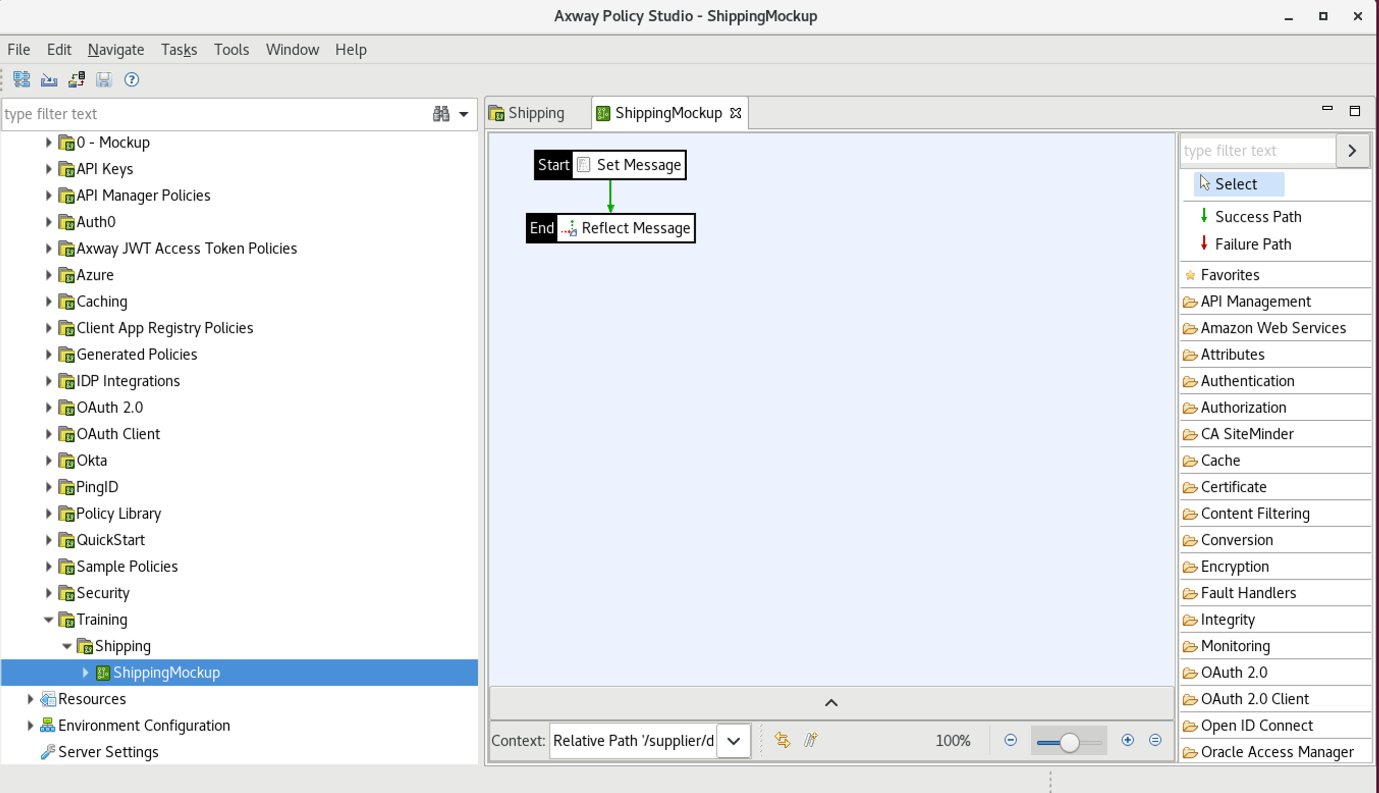 Axway Policy Studio - ShippingMockup
File Edit Navigate Tasks Tools Window Help
type filter text
0 - Mockup
API Keys
API Manager Policies
Auth0
Axway JWT Access Token Policies
Azure
Caching
Client App Registry Policies
Generated Policies
IDP Integrations
OAuth 2.0
OAuth Client
Okta
PingID
Policy Library
QuickStart
Sample Policies
Security
Training
Shipping
ShippingMockup
Resources
Environment Configuration
Server Settings
Shipping ShippingMockup
Start Set Message
End Reflect Message
Context: Relative Path '/supplier/d 100%
type filter text
Select
Success Path
Failure Path
Favorites
API Management
Amazon Web Services
Attributes
Authentication
Authorization
CA SiteMinder
Cache
Certificate
Content Filtering
Conversion
Encryption
Fault Handlers
Integrity
Monitoring
OAuth 2.0
OAuth 2.0 Client
Open ID Connect
Oracle Access Manager